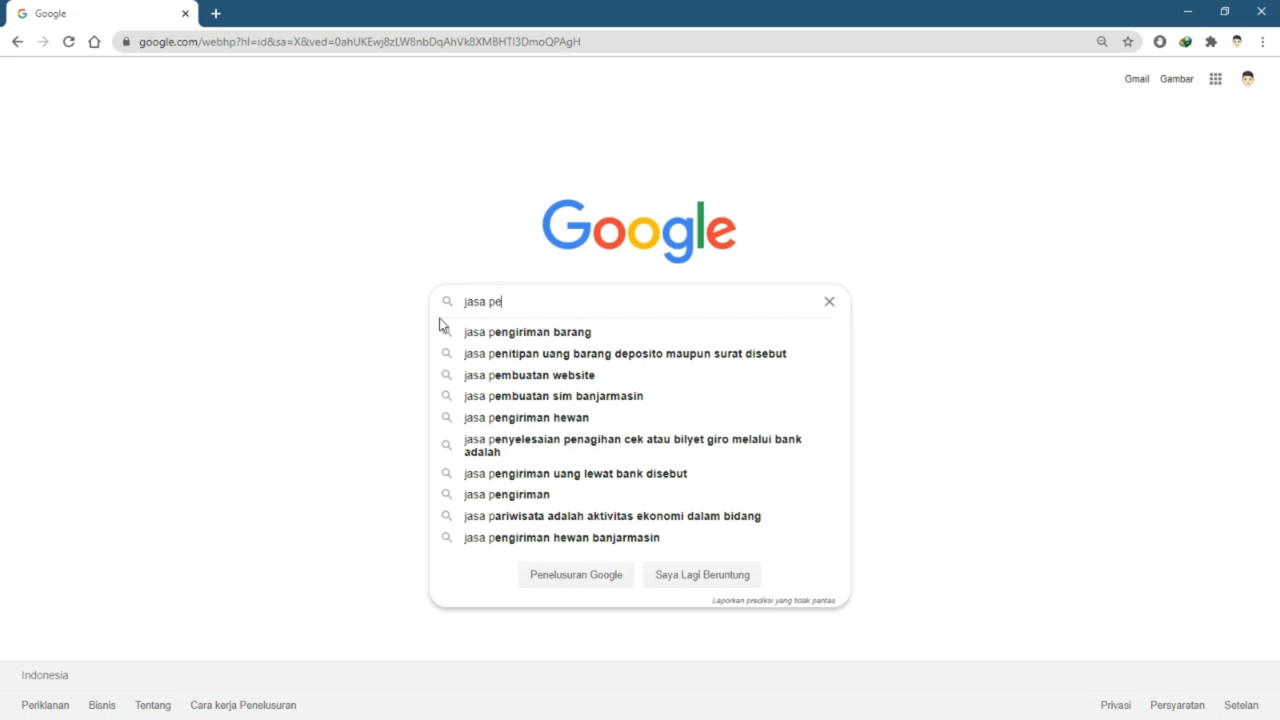 Google
google.com/webhp?hl=id&sa=X&ved=0ahUKEwj8zLW8nbDqAhVk8XMBHTl3DmoQPAgH
Gmail Gambar
Google
jasa pe
jasa pengiriman barang
jasa penitipan uang barang deposito maupun surat disebut
jasa pembuatan website
jasa pembuatan sim banjarmasin
jasa pengiriman hewan
jasa penyelesaian penagihan cek atau bilyet giro melalui bank
adalah
jasa pengiriman uang lewat bank disebut
jasa pengiriman
jasa pariwisata adalah aktivitas ekonomi dalam bidang
jasa pengiriman hewan banjarmasin
Penelusuran Google Saya Lagi Beruntung
Laporkan prediksi yang tidak pantas
Indonesia
Periklanan Bisnis Tentang Cara kerja Penelusuran Privasi Persyaratan Setelan